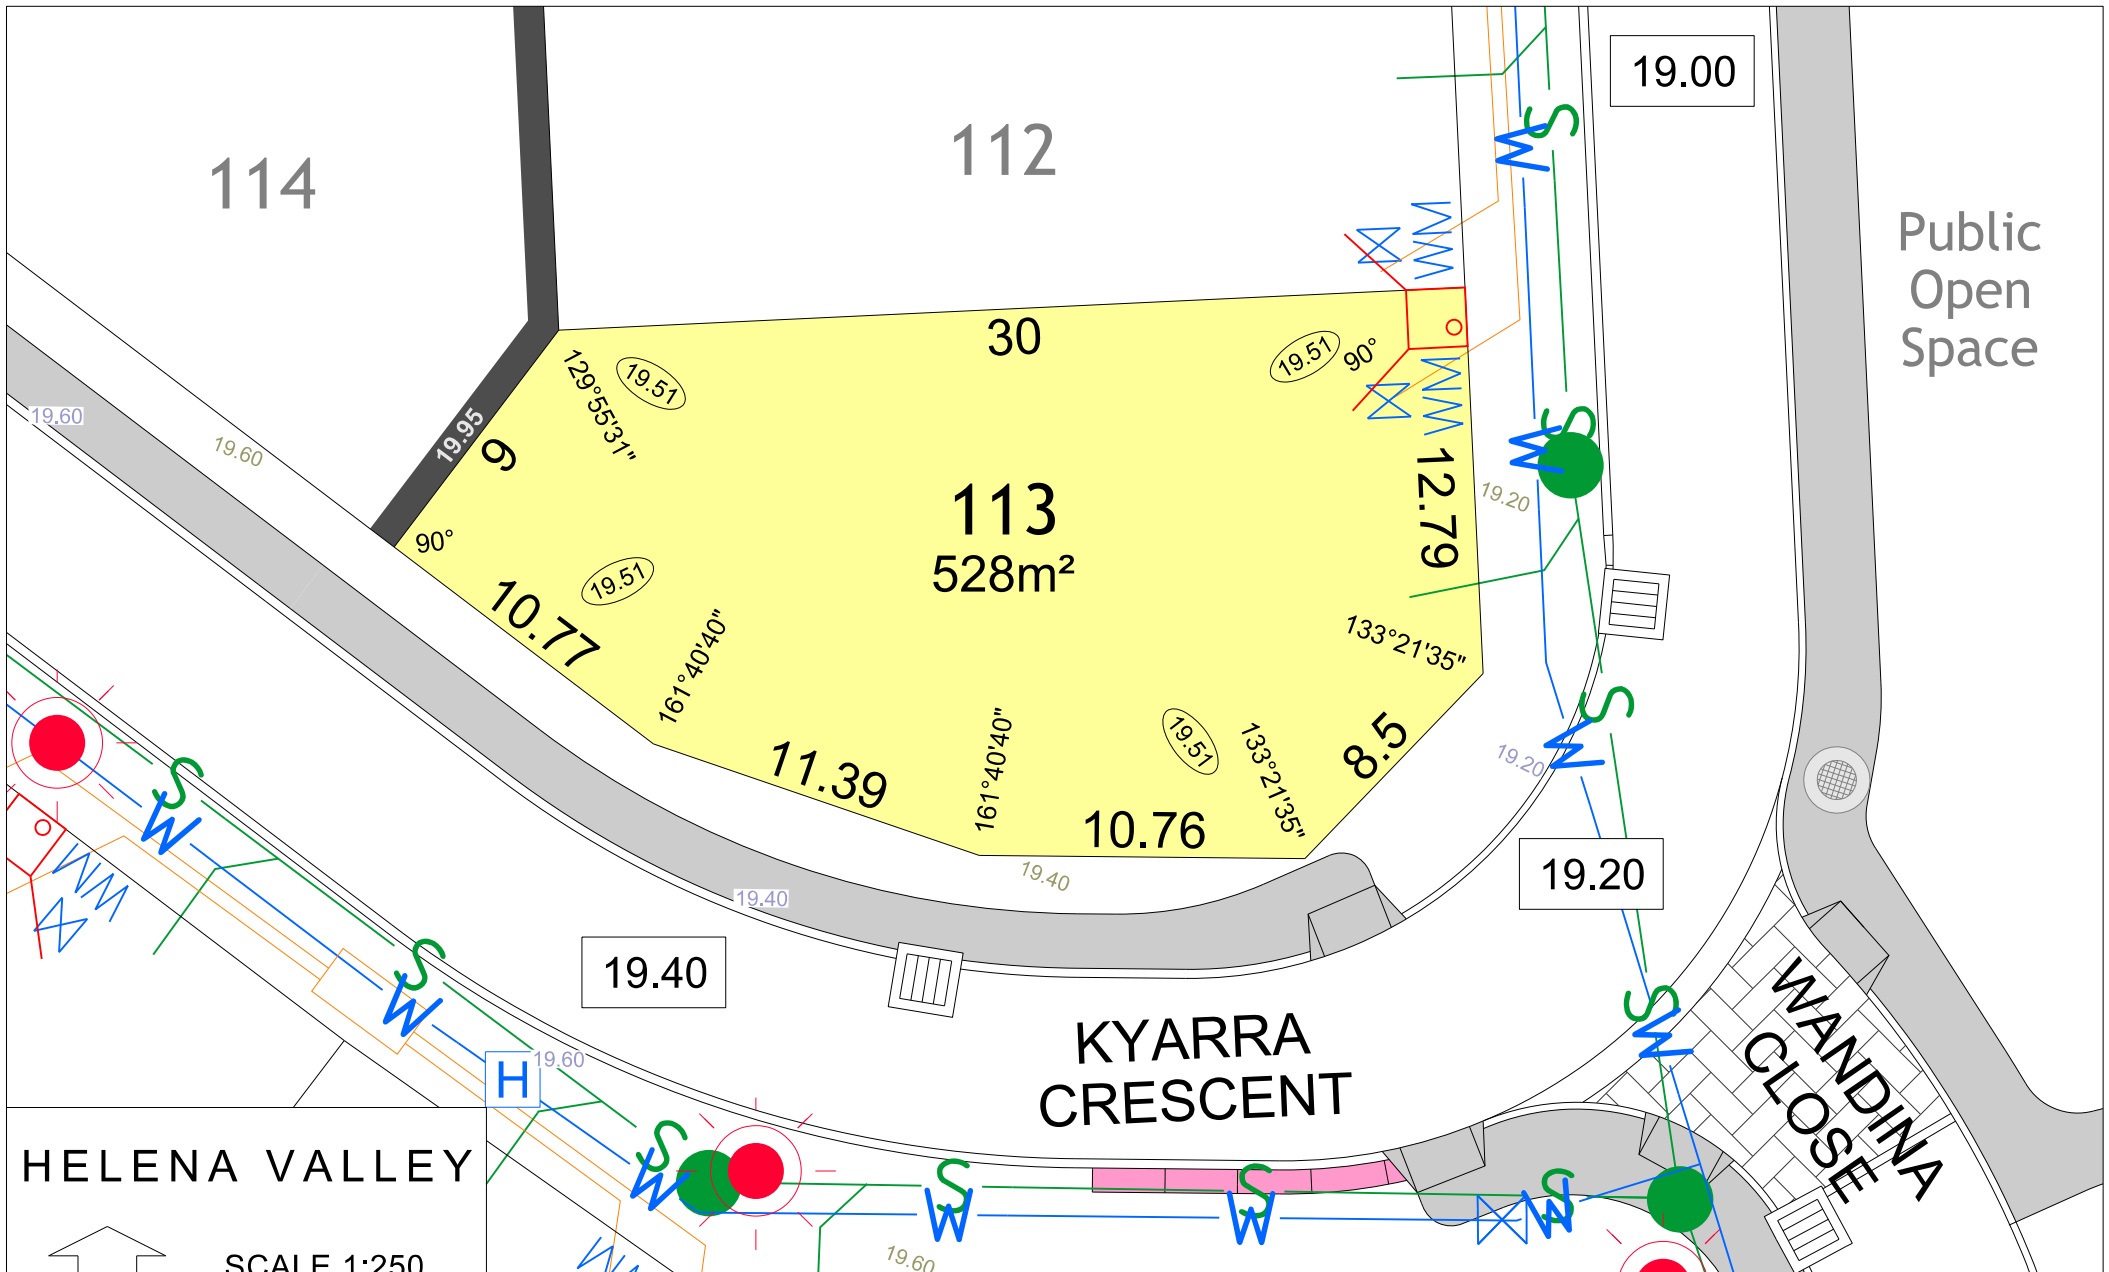 19.00
114
112
Public
Open
Space
30
19.51
129°55'31"
19.51
90°
19.60
19.60
19.95
9
90°
113
528m²
12.79
19.20
S
W
S
W
19.51
10.77
161°40'40"
133°21'35"
11.39
161°40'40"
19.51
133°21'35"
8.5
10.76
19.20
S
W
19.40
19.40
19.20
S
W
19.40
S
W
KYARRA
CRESCENT
S
W
WANDINA
CLOSE
H
19.60
S
W
S
W
S
W
S
W
HELENA VALLEY
SCALE 1:250
19.60